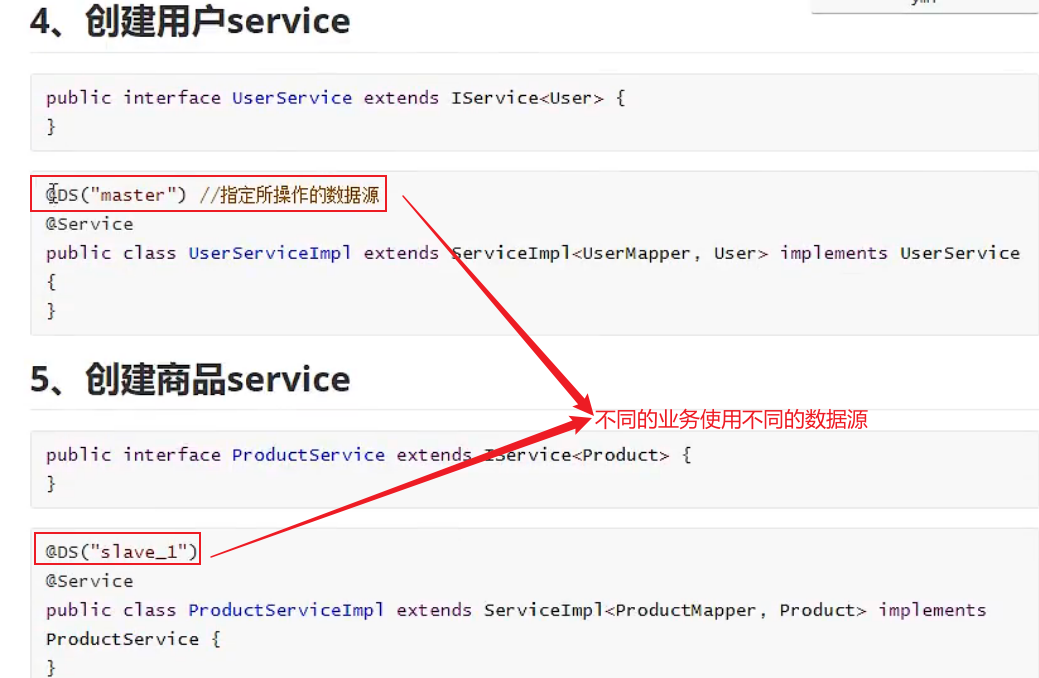 4、创建用户service
public interface UserService extends IService<User> {
}
@DS("master") //指定所操作的数据源
@Service
public class UserServiceImpl extends ServiceImpl<UserMapper, User> implements UserService
{
}
5、创建商品service
不同的业务使用不同的数据源
public interface ProductService extends IService<Product> {
}
@DS("slave_1")
@Service
public class ProductServiceImpl extends ServiceImpl<ProductMapper, Product> implements
ProductService {
}